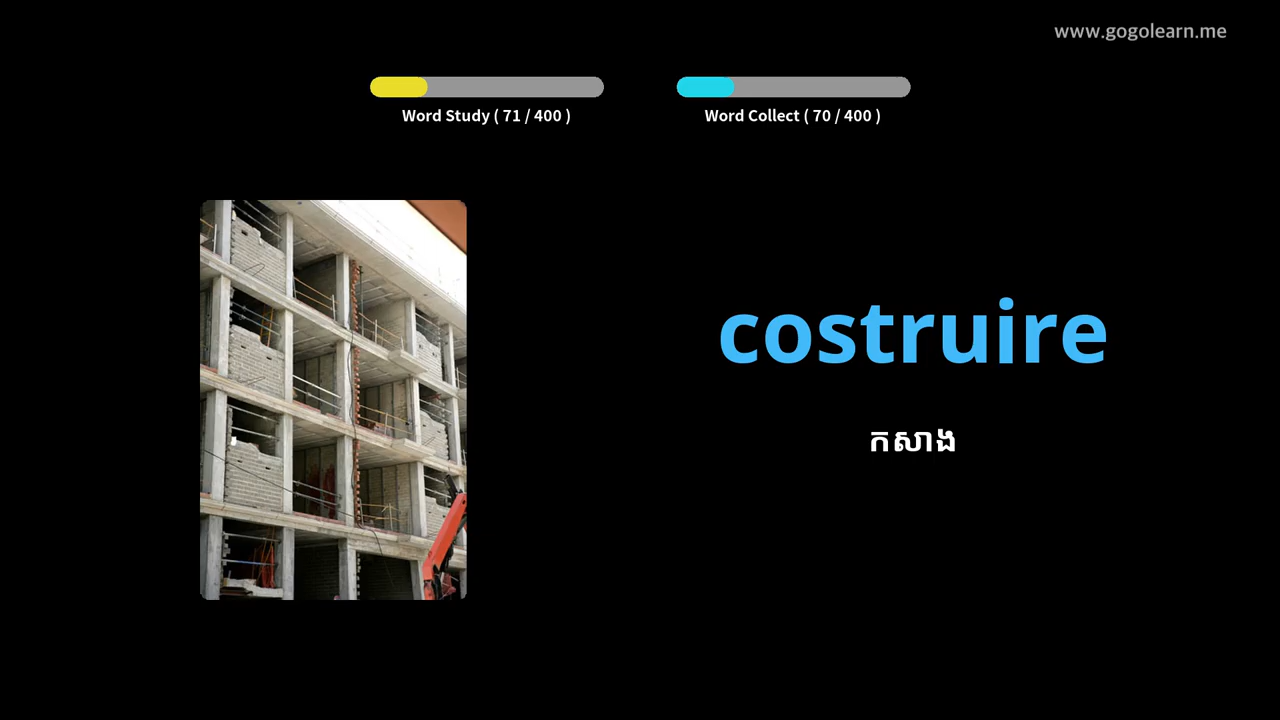 www.gogolearn.me
Word Study ( 71 / 400 )
Word Collect ( 70 / 400 )
costruire
កសាង